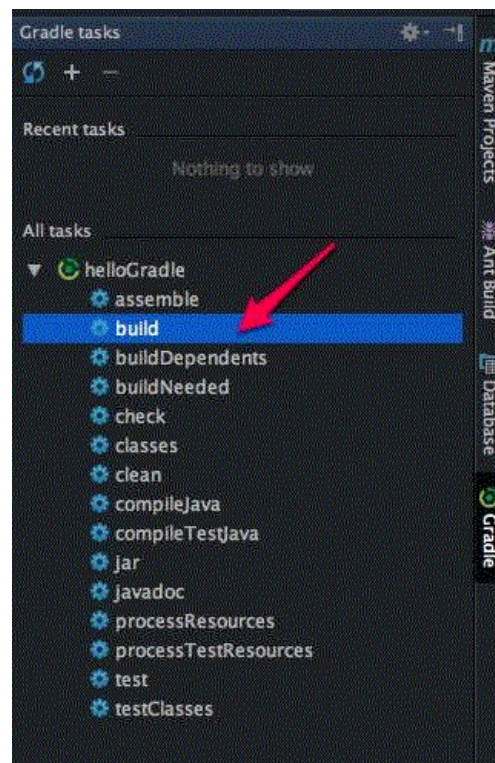 Gradle tasks
Recent tasks
Nothing to show
All tasks
helloGradle
assemble
build
buildDependents
buildNeeded
check
classes
clean
compileJava
compileTestJava
jar
javadoc
processResources
processTestResources
test
testClasses
m Maven Projects
Ant Build
Database
Gradle